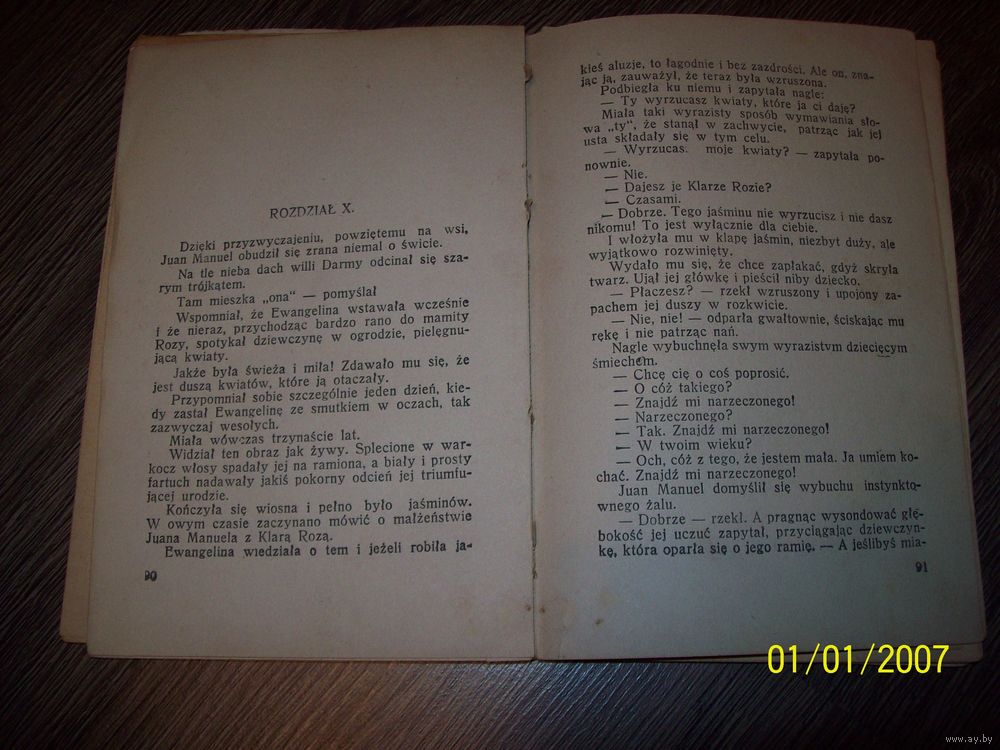 ROZDZIAŁ X.
Dzięki przyzwyczajeniu, powziętemu na wsi,
Juan Manuel obudził się zrana niemal o świcie.
Na tle nieba dach willi Darmy odcinał się sza-
rym trójkątem.
Tam mieszka „ona“ — pomyślał
Wspomniał, że Ewangelina wstawała wcześnie
i że nieraz, przychodząc bardzo rano do mamity
Rozy, spotykał dziewczynę w ogrodzie, pielęgnu-
jącą kwiaty.
Jakże była świeża i miła! Zdawało mu się, że
jest duszą kwiatów, które ją otaczały.
Przypomniał sobie szczególnie jeden dzień, kie-
dy zastał Ewangelinę ze smutkiem w oczach, tak
zazwyczaj wesołych.
Miała wówczas trzynaście lat.
Widział ten obraz jak żywy. Splecione w war-
kocz włosy spadały jej na ramiona, a biały i prosty
fartuch nadawały jakiś pokorny odcień jej triumfu-
jącej urodzie.
Kończyła się wiosna i pełno było jaśminów.
W owym czasie zaczynano mówić o małżeństwie
Juana Manuela z Klarą Rozą.
Ewangelina wiedziała o tem i jeżeli robiła ja-
90
kieś aluzje, to łagodnie i bez zazdrości. Ale on, zna-
jąc ją, zauważył, że teraz była wzruszona.
Podbiegła ku niemu i zapytała nagle:
— Ty wyrzucasz kwiaty, które ja ci daję?
Miała taki wyrazisty sposób wymawiania sło-
wa „ty“, że stanął w zachwycie, patrząc jak jej
usta składały się w tym celu.
— Wyrzucas. moje kwiaty? — zapytała po-
nownie.
— Nie.
— Dajesz je Klarze Rozie?
— Czasami.
— Dobrze. Tego jaśminu nie wyrzucisz i nie dasz
nikomu! To jest wyłącznie dla ciebie.
I włożyła mu w klapę jaśmin, niezbyt duży, ale
wyjątkowo rozwinięty.
Wydało mu się, że chce zapłakać, gdyż skryła
twarz. Ujął jej główkę i pieścił niby dziecko.
— Płaczesz? — rzekł wzruszony i upojony za-
pachem jej duszy w rozkwicie.
— Nie, nie! — odparła gwałtownie, ściskając mu
rękę i nie patrząc nań.
Nagle wybuchnęła swym wyrazistym dziecięcym
śmiechem.
— Chcę cię o coś poprosić.
— O cóż takiego?
— Znajdź mi narzeczonego!
— Narzeczonego?
— Tak. Znajdź mi narzeczonego!
— W twoim wieku?
— Och, cóż z tego, że jestem mała. Ja umiem ko-
chać. Znajdź mi narzeczonego!
Juan Manuel domyślił się wybuchu instynkto-
wnego żalu.
— Dobrze — rzekł. A pragnąc wysondować głę-
bokość jej uczuć zapytał, przyciągając dziewczyn-
kę, która oparła się o jego ramię. — A jeślibyś mia-
91
01/01/2007
www.ay.by